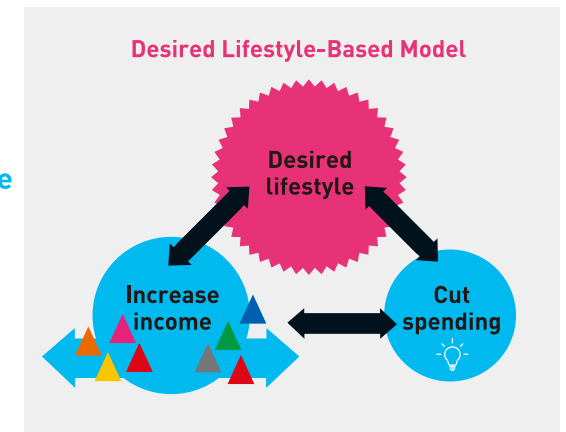 Desired Lifestyle-Based Model
e
Desired
lifestyle
Increase
income
Cut
spending